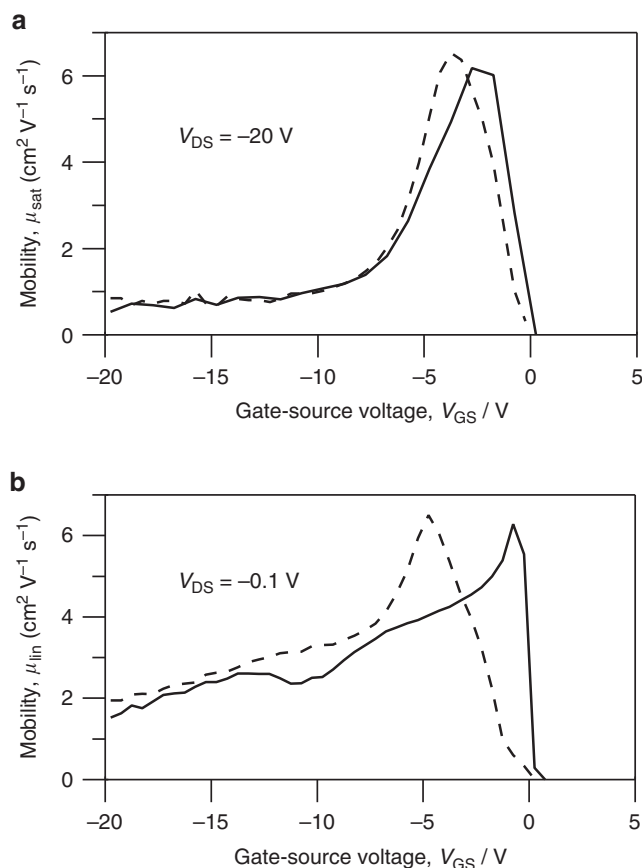 a
6
4
2
0
Mobility, μsat (cm² V⁻¹ s⁻¹)
VDS = –20 V
–20 –15 –10 –5 0 5
Gate-source voltage, VGS / V
b
6
4
2
0
Mobility, μlin (cm² V⁻¹ s⁻¹)
VDS = –0.1 V
–20 –15 –10 –5 0 5
Gate-source voltage, VGS / V